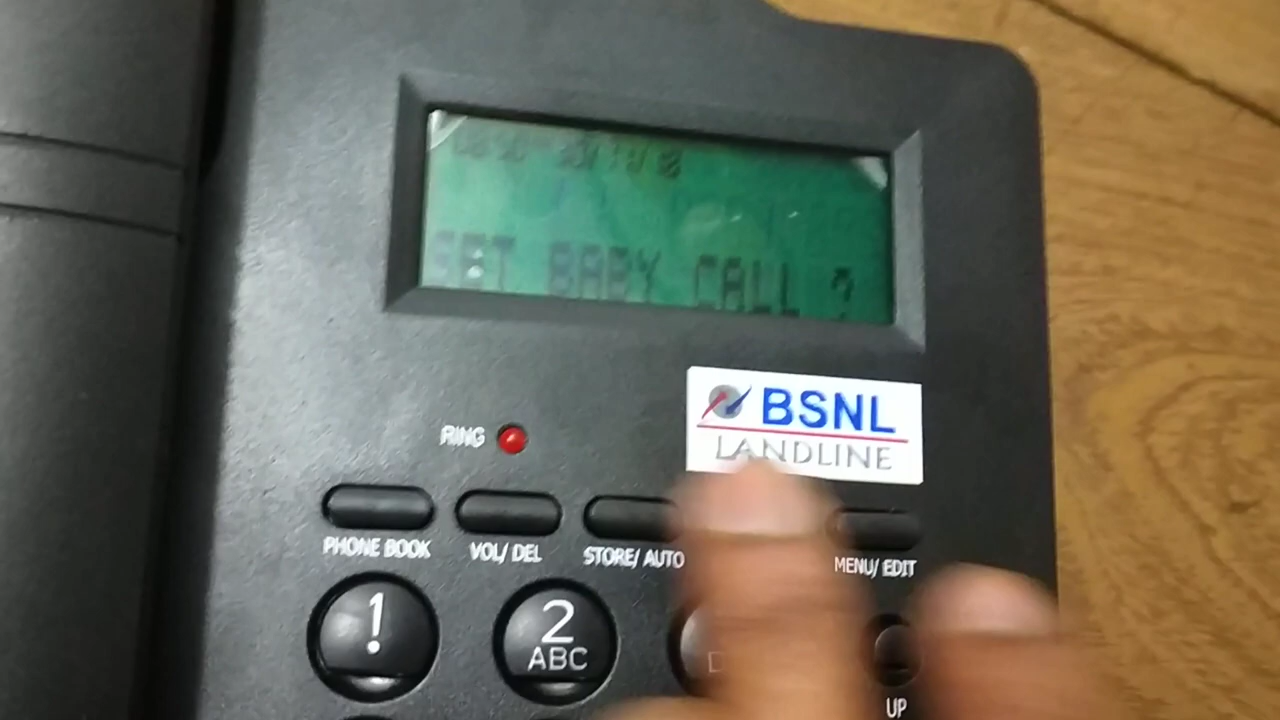 SET BABY CALL ?
BSNL
LANDLINE
RING
PHONE BOOK
VOL/ DEL
STORE/ AUTO
MENU/ EDIT
1
2
ABC
D
UP